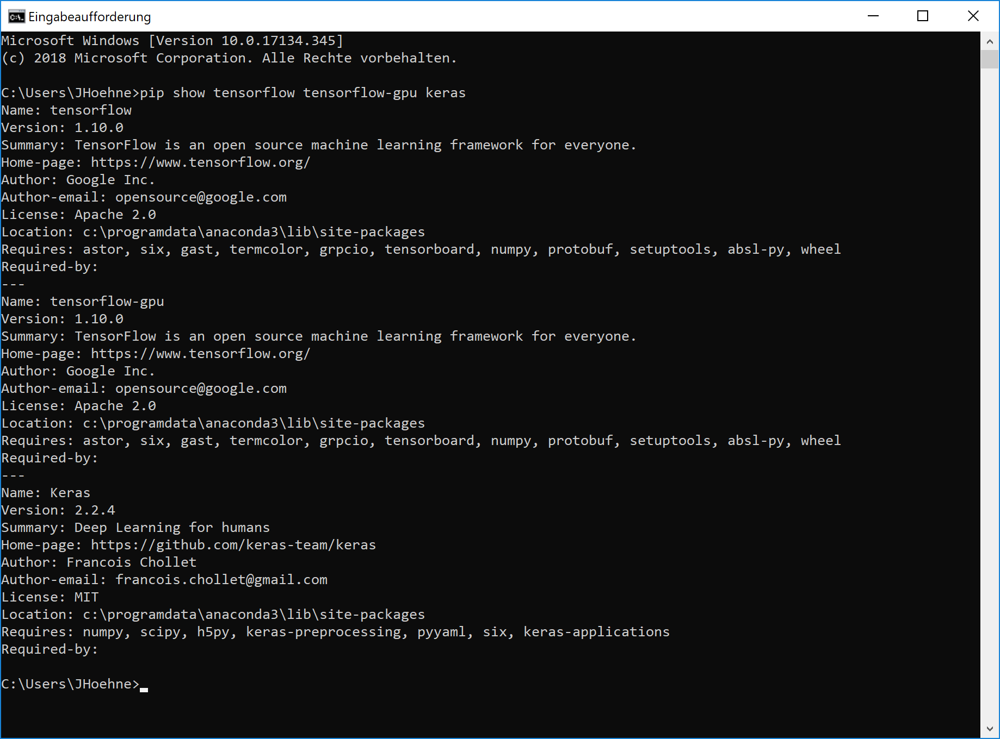 Eingabeaufforderung
Microsoft Windows [Version 10.0.17134.345]
(c) 2018 Microsoft Corporation. Alle Rechte vorbehalten.
C:\Users\JHoehne>pip show tensorflow tensorflow-gpu keras
Name: tensorflow
Version: 1.10.0
Summary: TensorFlow is an open source machine learning framework for everyone.
Home-page: https://www.tensorflow.org/
Author: Google Inc.
Author-email: opensource@google.com
License: Apache 2.0
Location: c:\programdata\anaconda3\lib\site-packages
Requires: astor, six, gast, termcolor, grpcio, tensorboard, numpy, protobuf, setuptools, absl-py, wheel
Required-by:
---
Name: tensorflow-gpu
Version: 1.10.0
Summary: TensorFlow is an open source machine learning framework for everyone.
Home-page: https://www.tensorflow.org/
Author: Google Inc.
Author-email: opensource@google.com
License: Apache 2.0
Location: c:\programdata\anaconda3\lib\site-packages
Requires: astor, six, gast, termcolor, grpcio, tensorboard, numpy, protobuf, setuptools, absl-py, wheel
Required-by:
---
Name: Keras
Version: 2.2.4
Summary: Deep Learning for humans
Home-page: https://github.com/keras-team/keras
Author: Francois Chollet
Author-email: francois.chollet@gmail.com
License: MIT
Location: c:\programdata\anaconda3\lib\site-packages
Requires: numpy, scipy, h5py, keras-preprocessing, pyyaml, six, keras-applications
Required-by:
C:\Users\JHoehne>